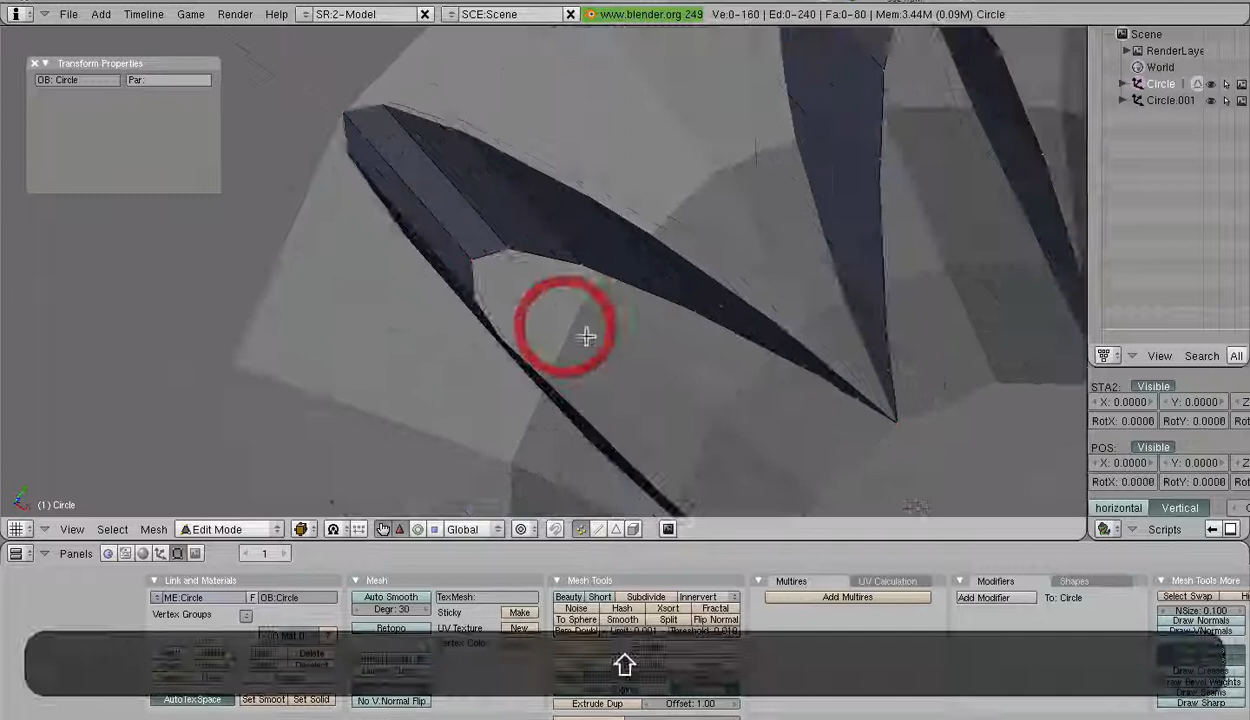 File Add Timeline Game Render Help SR:2-Model SCE:Scene www.blender.org 249 Ve:0-160 | Ed:0-240 | Fa:0-80 | Mem:3.44M (0.09M) Circle
Transform Properties
OB: Circle Par:
Scene
RenderLaye
World
Circle
Circle.001
View Search All
STA2: Visible
X: 0.0000 Y: 0.0000 Z
RotX: 0.0000 RotY: 0.0000 RotZ
POS: Visible
X: 0.0000 Y: 0.0000 Z
RotX: 0.0000 RotY: 0.0000 RotZ
horizontal Vertical
Scripts
(1) Circle
View Select Mesh Edit Mode Global
Panels 1
Link and Materials
ME:Circle F OB:Circle
Vertex Groups
AutoTexSpace Set Smoot Set Solid
Mesh
Auto Smooth TexMesh:
Degr: 30 Sticky Make
Retopo UV Texture New
No V.Normal Flip
Mesh Tools
Beauty Short Subdivide Innervert
Noise Hash Xsort Fractal
To Sphere Smooth Split Flip Normal
Extrude Dup Offset: 1.00
Multires UV Calculation
Add Multires
Modifiers Shapes
Add Modifier To: Circle
Mesh Tools More
Select Swap
NSize: 0.100
Draw Normals
Draw VNormals
Draw Creases
raw Bevel Weights
Draw Seams
Draw Sharp